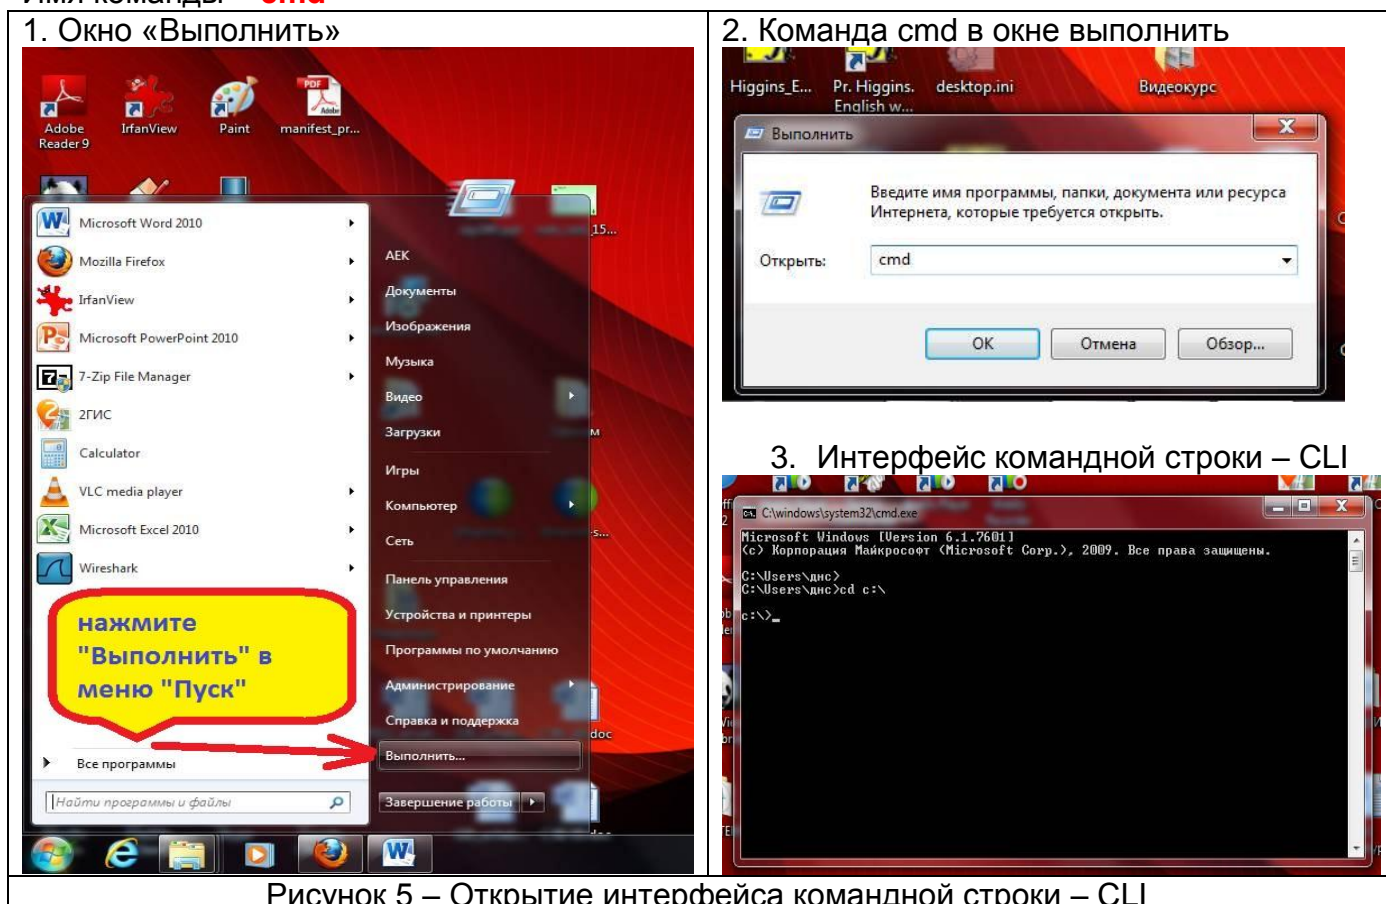 1. Окно «Выполнить»
Adobe Reader 9
IrfanView
Paint
manifest_pr...
15...
Microsoft Word 2010
Mozilla Firefox
IrfanView
Microsoft PowerPoint 2010
7-Zip File Manager
2ГИС
Calculator
VLC media player
Microsoft Excel 2010
Wireshark
нажмите
"Выполнить" в
меню "Пуск"
Все программы
Найти программы и файлы
АЕК
Документы
Изображения
Музыка
Видео
Загрузки
Игры
Компьютер
Сеть
Панель управления
Устройства и принтеры
Программы по умолчанию
Администрирование
Справка и поддержка
Выполнить...
Завершение работы
doc
2. Команда cmd в окне выполнить
Higgins_E...
Pr. Higgins.
English w...
desktop.ini
Видеокурс
Выполнить
Введите имя программы, папки, документа или ресурса
Интернета, которые требуется открыть.
Открыть:
cmd
OK
Отмена
Обзор...
3. Интерфейс командной строки – CLI
C:\windows\system32\cmd.exe
Microsoft Windows [Version 6.1.7601]
(c) Корпорация Майкрософт (Microsoft Corp.), 2009. Все права защищены.
C:\Users\днс>
C:\Users\днс>cd c:\
c:\>_
Рисунок 5 – Открытие интерфейса командной строки – CLI